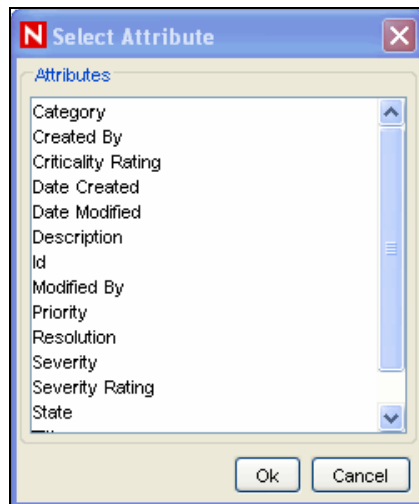 N Select Attribute
Attributes
Category
Created By
Criticality Rating
Date Created
Date Modified
Description
Id
Modified By
Priority
Resolution
Severity
Severity Rating
State
Ok Cancel